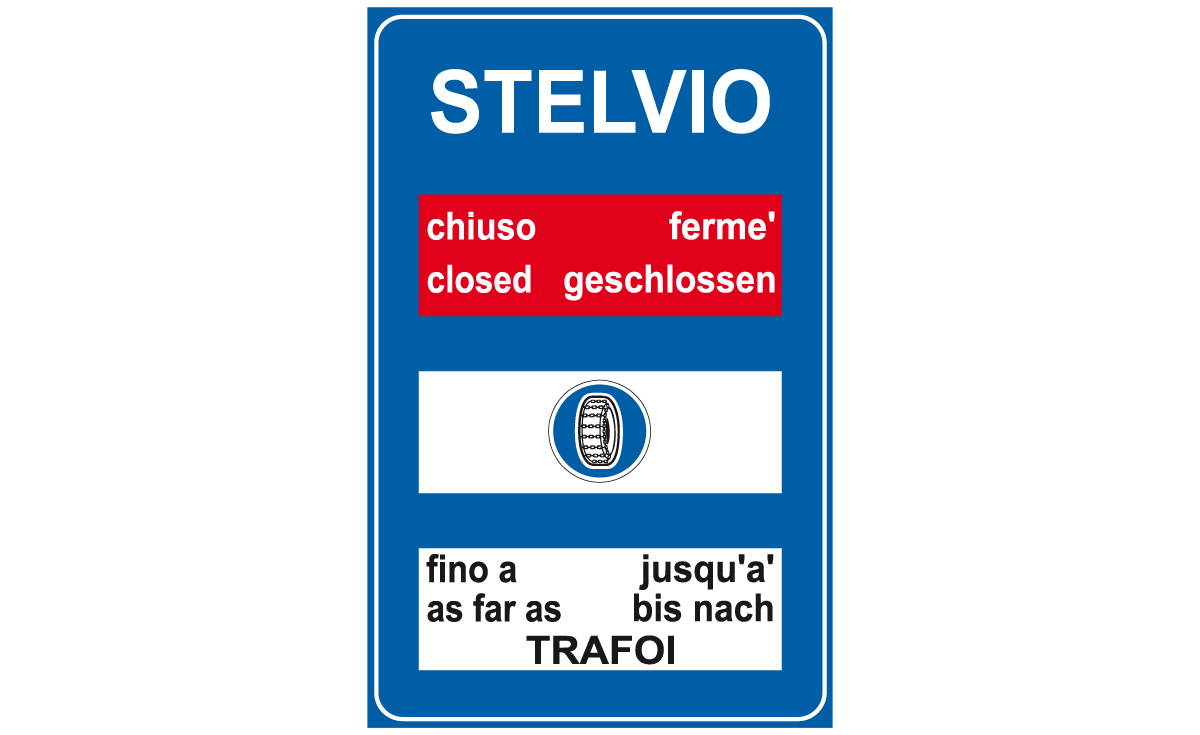 STELVIO
chiuso ferme'
closed geschlossen
fino a jusqu'a'
as far as bis nach
TRAFOI